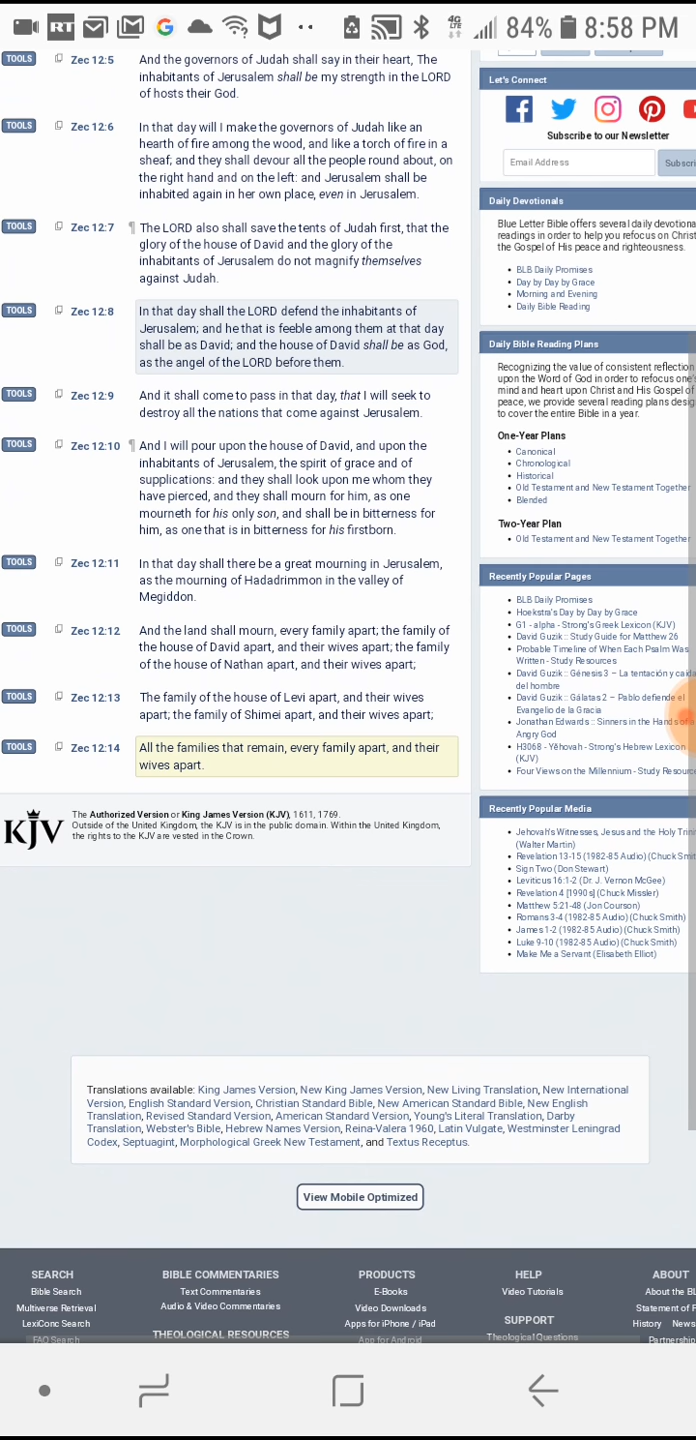 RT
84% 8:58 PM
TOOLS Zec 12:5 And the governors of Judah shall say in their heart, The
inhabitants of Jerusalem shall be my strength in the LORD
of hosts their God.
TOOLS Zec 12:6 In that day will I make the governors of Judah like an
hearth of fire among the wood, and like a torch of fire in a
sheaf; and they shall devour all the people round about, on
the right hand and on the left: and Jerusalem shall be
inhabited again in her own place, even in Jerusalem.
TOOLS Zec 12:7 ¶ The LORD also shall save the tents of Judah first, that the
glory of the house of David and the glory of the
inhabitants of Jerusalem do not magnify themselves
against Judah.
TOOLS Zec 12:8 In that day shall the LORD defend the inhabitants of
Jerusalem; and he that is feeble among them at that day
shall be as David; and the house of David shall be as God,
as the angel of the LORD before them.
TOOLS Zec 12:9 And it shall come to pass in that day, that I will seek to
destroy all the nations that come against Jerusalem.
TOOLS Zec 12:10 ¶ And I will pour upon the house of David, and upon the
inhabitants of Jerusalem, the spirit of grace and of
supplications: and they shall look upon me whom they
have pierced, and they shall mourn for him, as one
mourneth for his only son, and shall be in bitterness for
him, as one that is in bitterness for his firstborn.
TOOLS Zec 12:11 In that day shall there be a great mourning in Jerusalem,
as the mourning of Hadadrimmon in the valley of
Megiddon.
TOOLS Zec 12:12 And the land shall mourn, every family apart; the family of
the house of David apart, and their wives apart; the family
of the house of Nathan apart, and their wives apart;
TOOLS Zec 12:13 The family of the house of Levi apart, and their wives
apart; the family of Shimei apart, and their wives apart;
TOOLS Zec 12:14 All the families that remain, every family apart, and their
wives apart.
KJV
The Authorized Version or King James Version (KJV), 1611, 1769.
Outside of the United Kingdom, the KJV is in the public domain. Within the United Kingdom,
the rights to the KJV are vested in the Crown.
Let's Connect
Subscribe to our Newsletter
Email Address Subscri
Daily Devotionals
Blue Letter Bible offers several daily devotiona
readings in order to help you refocus on Christ
the Gospel of His peace and righteousness.
BLB Daily Promises
Day by Day by Grace
Morning and Evening
Daily Bible Reading
Daily Bible Reading Plans
Recognizing the value of consistent reflection
upon the Word of God in order to refocus one's
mind and heart upon Christ and His Gospel of
peace, we provide several reading plans desig
to cover the entire Bible in a year.
One-Year Plans
Canonical
Chronological
Historical
Old Testament and New Testament Together
Blended
Two-Year Plan
Old Testament and New Testament Together
Recently Popular Pages
BLB Daily Promises
Hoekstra's Day by Day by Grace
G1 - alpha - Strong's Greek Lexicon (KJV)
David Guzik :: Study Guide for Matthew 26
Probable Timeline of When Each Psalm Was
Written - Study Resources
David Guzik :: Génesis 3 – La tentación y caída
del hombre
David Guzik :: Gálatas 2 – Pablo defiende el
Evangelio de la Gracia
Jonathan Edwards :: Sinners in the Hands of a
Angry God
H3068 - Yᵊhovah - Strong's Hebrew Lexicon
(KJV)
Four Views on the Millennium - Study Resourc
Recently Popular Media
Jehovah's Witnesses, Jesus and the Holy Trin
(Walter Martin)
Revelation 13-15 (1982-85 Audio) (Chuck Smit
Sign Two (Don Stewart)
Leviticus 16:1-2 (Dr. J. Vernon McGee)
Revelation 4 [1990s] (Chuck Missler)
Matthew 5:21-48 (Jon Courson)
Romans 3-4 (1982-85 Audio) (Chuck Smith)
James 1-2 (1982-85 Audio) (Chuck Smith)
Luke 9-10 (1982-85 Audio) (Chuck Smith)
Make Me a Servant (Elisabeth Elliot)
Translations available: King James Version, New King James Version, New Living Translation, New International
Version, English Standard Version, Christian Standard Bible, New American Standard Bible, New English
Translation, Revised Standard Version, American Standard Version, Young's Literal Translation, Darby
Translation, Webster's Bible, Hebrew Names Version, Reina-Valera 1960, Latin Vulgate, Westminster Leningrad
Codex, Septuagint, Morphological Greek New Testament, and Textus Receptus.
View Mobile Optimized
SEARCH
Bible Search
Multiverse Retrieval
LexiConc Search
FAQ Search
BIBLE COMMENTARIES
Text Commentaries
Audio & Video Commentaries
THEOLOGICAL RESOURCES
PRODUCTS
E-Books
Video Downloads
Apps for iPhone / iPad
App for Android
HELP
Video Tutorials
SUPPORT
Theological Questions
ABOUT
About the BL
Statement of F
History News
Partnership